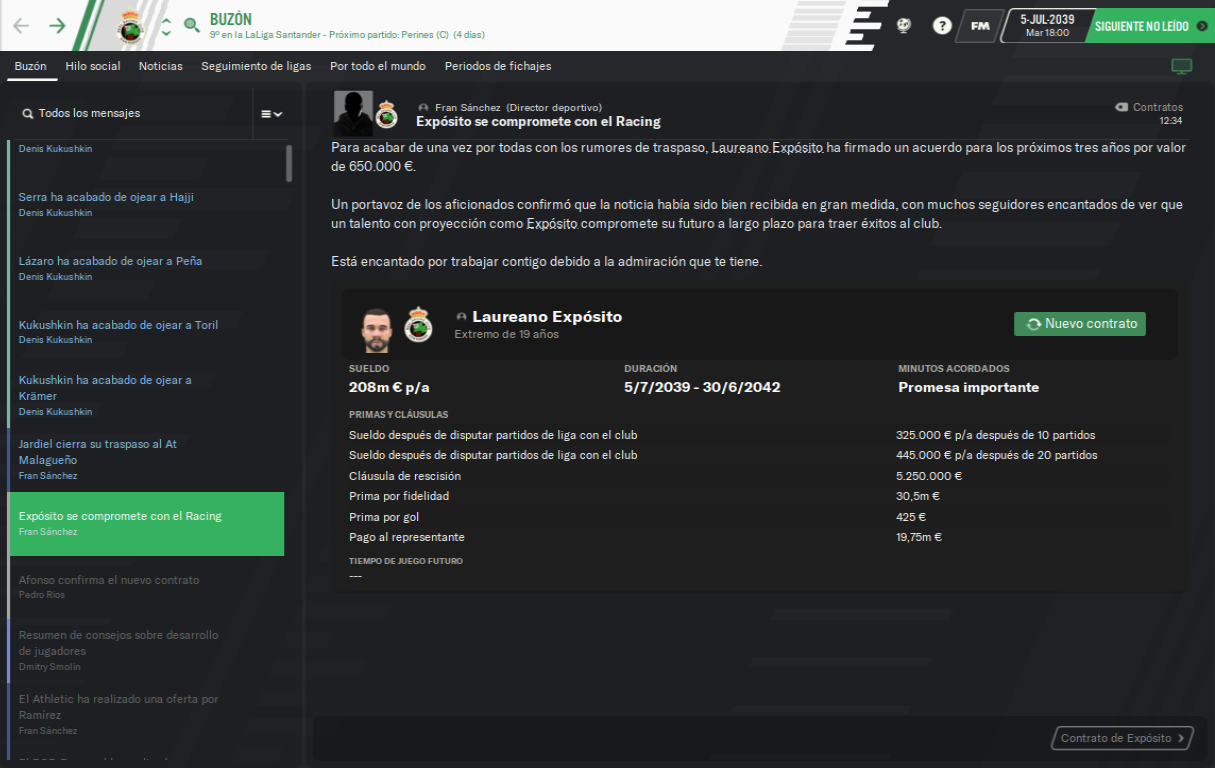 BUZÓN
9º en la LaLiga Santander - Próximo partido: Perines (C) (4 días)
?
FM
5-JUL-2039
Mar 18:00
SIGUIENTE NO LEÍDO
Buzón
Hilo social
Noticias
Seguimiento de ligas
Por todo el mundo
Periodos de fichajes
Todos los mensajes
Denis Kukushkin
Serra ha acabado de ojear a Hajji
Denis Kukushkin
Lázaro ha acabado de ojear a Peña
Denis Kukushkin
Kukushkin ha acabado de ojear a Toril
Denis Kukushkin
Kukushkin ha acabado de ojear a
Krämer
Denis Kukushkin
Jardiel cierra su traspaso al At
Malagueño
Fran Sánchez
Expósito se compromete con el Racing
Fran Sánchez
Afonso confirma el nuevo contrato
Pedro Rios
Resumen de consejos sobre desarrollo
de jugadores
Dmitry Smolin
El Athletic ha realizado una oferta por
Ramírez
Fran Sánchez
Fran Sánchez (Director deportivo)
Expósito se compromete con el Racing
Contratos
12:34
Para acabar de una vez por todas con los rumores de traspaso, Laureano Expósito ha firmado un acuerdo para los próximos tres años por valor
de 650.000 €.
Un portavoz de los aficionados confirmó que la noticia había sido bien recibida en gran medida, con muchos seguidores encantados de ver que
un talento con proyección como Expósito compromete su futuro a largo plazo para traer éxitos al club.
Está encantado por trabajar contigo debido a la admiración que te tiene.
Laureano Expósito
Extremo de 19 años
Nuevo contrato
SUELDO
DURACIÓN
MINUTOS ACORDADOS
208m € p/a
5/7/2039 - 30/6/2042
Promesa importante
PRIMAS Y CLÁUSULAS
Sueldo después de disputar partidos de liga con el club
325.000 € p/a después de 10 partidos
Sueldo después de disputar partidos de liga con el club
445.000 € p/a después de 20 partidos
Cláusula de rescisión
5.250.000 €
Prima por fidelidad
30,5m €
Prima por gol
425 €
Pago al representante
19,75m €
TIEMPO DE JUEGO FUTURO
---
Contrato de Expósito